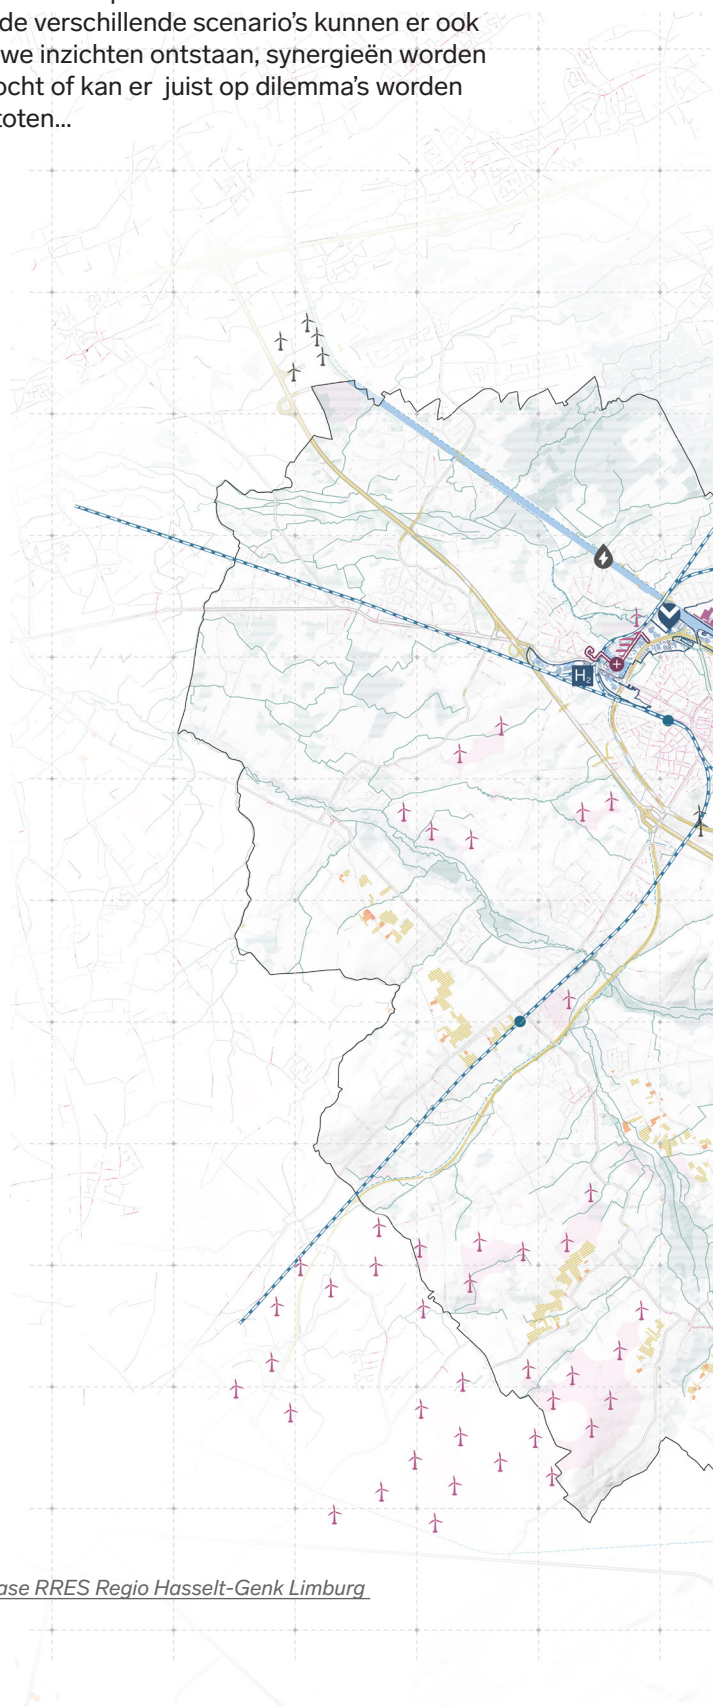 de verschillende scenario's kunnen er ook
we inzichten ontstaan, synergieën worden
ocht of kan er juist op dilemma's worden
toten...
H₂
ase RRES Regio Hasselt-Genk Limburg